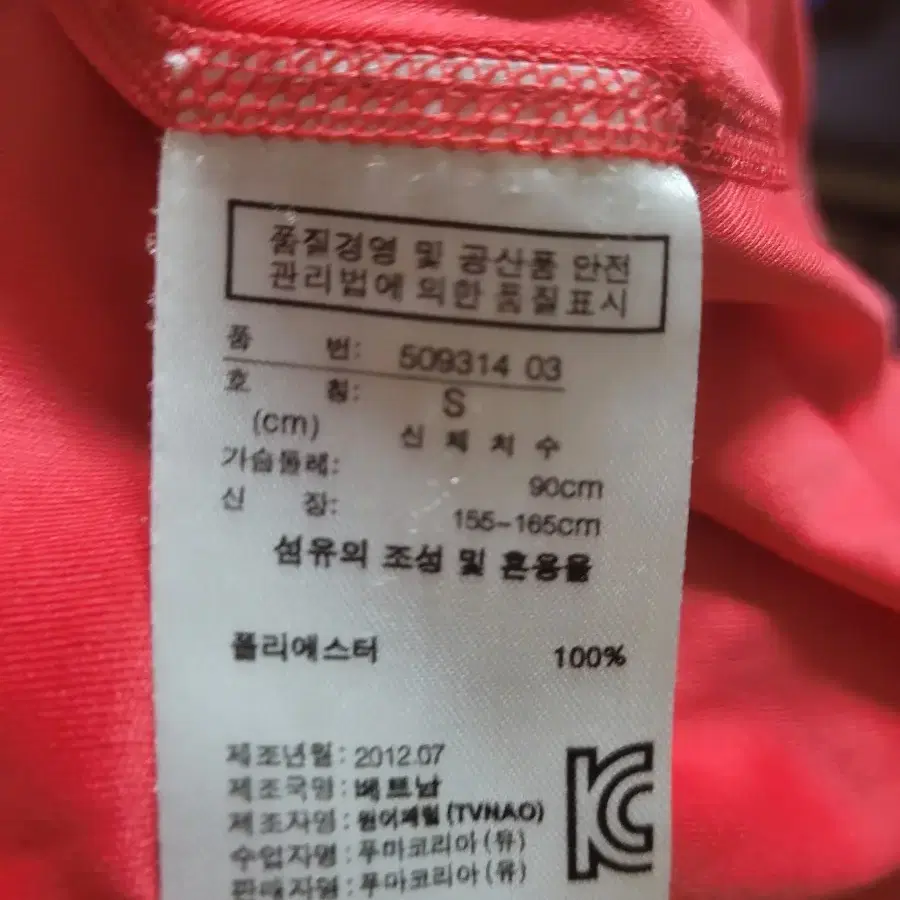 품질경영 및 공산품 안전
관리법에 의한 품질표시
품 번: 509314 03
호 칭: S
(cm) 신 체 치 수
가슴둘레: 90cm
신 장: 155-165cm
섬유의 조성 및 혼용율
폴리에스터 100%
제조년월: 2012.07
제조국명: 베트남
제조자명: 원어패럴 (TVNAO)
수입자명: 푸마코리아 (유)
판매자명: 푸마코리아 (유)
KC